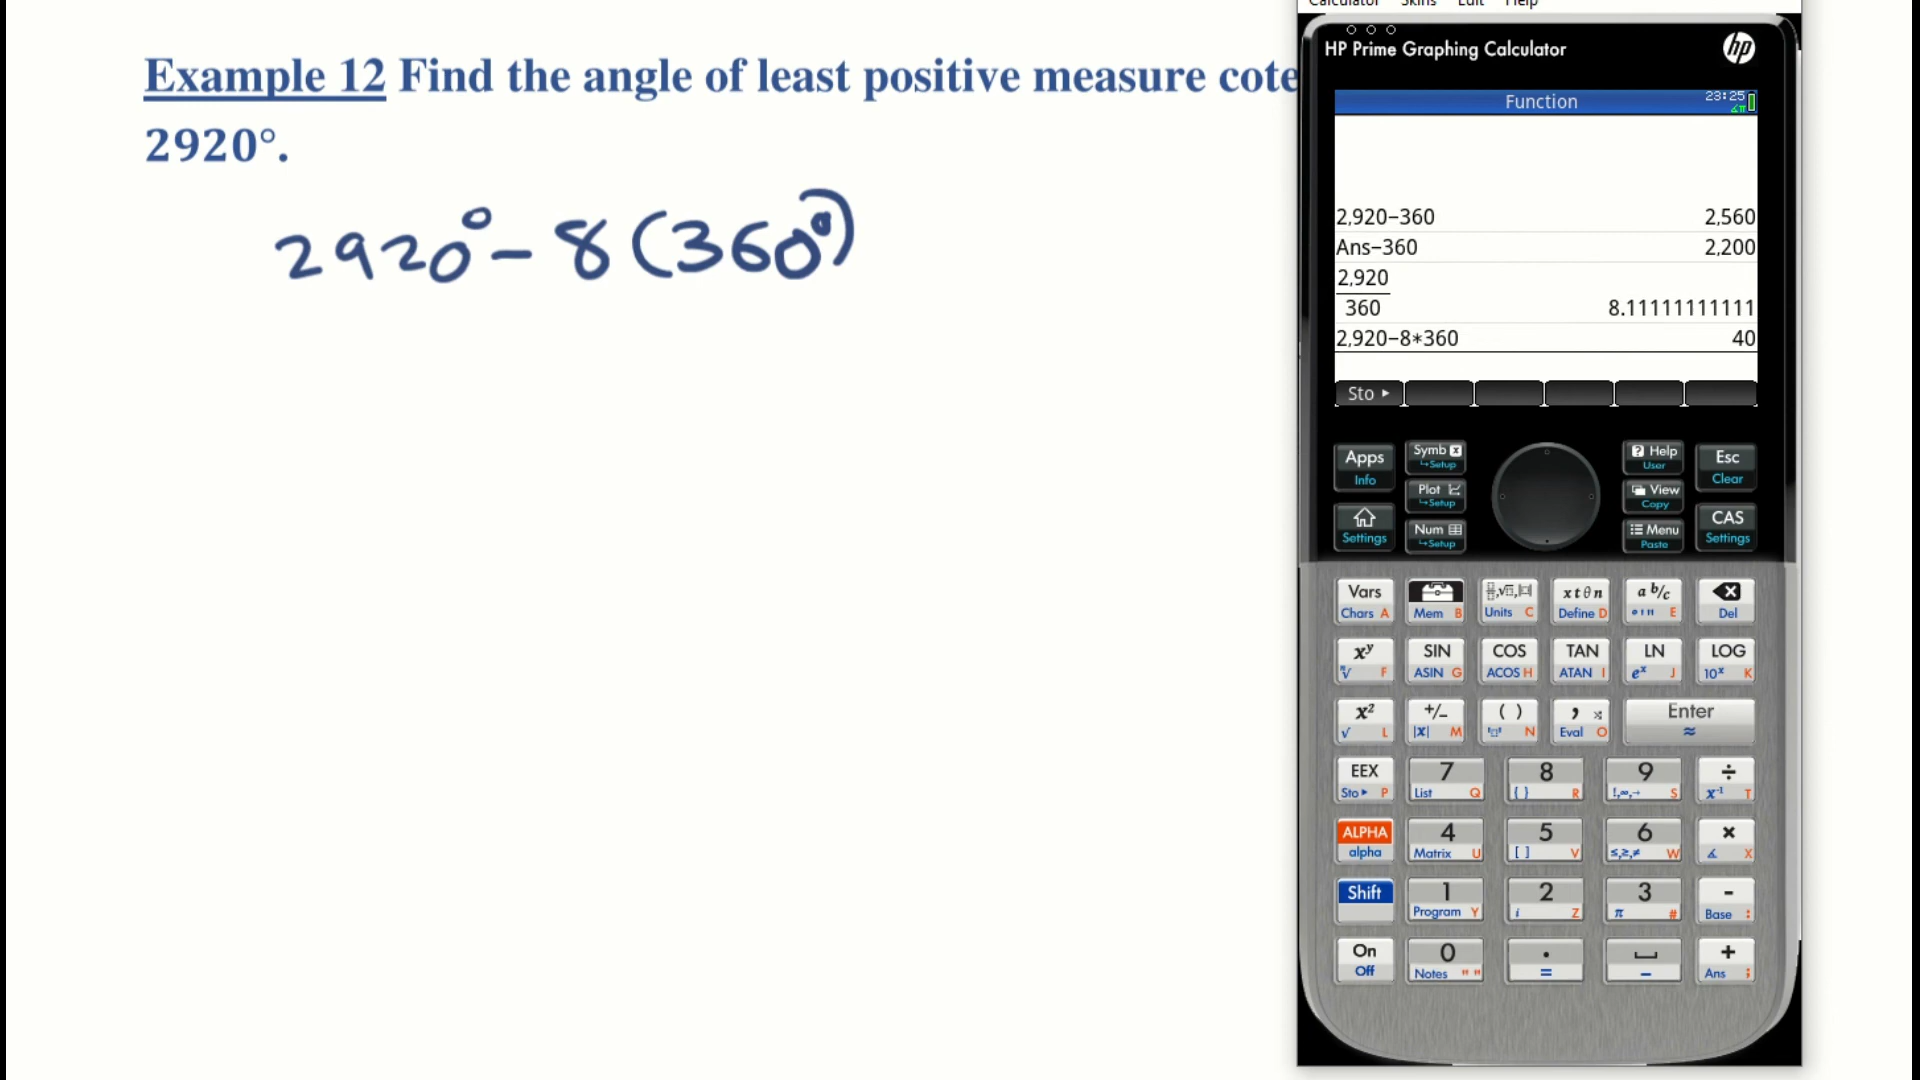 Example 12 Find the angle of least positive measure cote
2920°.
2920° - 8(360°)
Calculator Skins Edit Help
HP Prime Graphing Calculator
hp
Function 23:25
∡π
2,920-360 2,560
Ans-360 2,200
2,920
360 8.11111111111
2,920-8*360 40
Sto ▸
Apps Symb Help Esc
Info ↳Setup User Clear
Plot View
↳Setup Copy
CAS
Settings Num Menu Settings
↳Setup Paste
Vars x t θ n a b/c
Chars A Mem B Units C Define D E Del
xʸ SIN COS TAN LN LOG
ⁿ√ F ASIN G ACOS H ATAN I eˣ J 10ˣ K
x² +/- ( ) , Enter
√ L |x| M N Eval O ≈
EEX 7 8 9 ÷
Sto ▸ P List Q { } R !,∞,→ S x⁻¹ T
ALPHA 4 5 6 ×
alpha Matrix U [ ] V ≤,≥,≠ W ∡ X
Shift 1 2 3 -
Program Y i Z π # Base :
On 0 . +
Off Notes " " = _ Ans ;